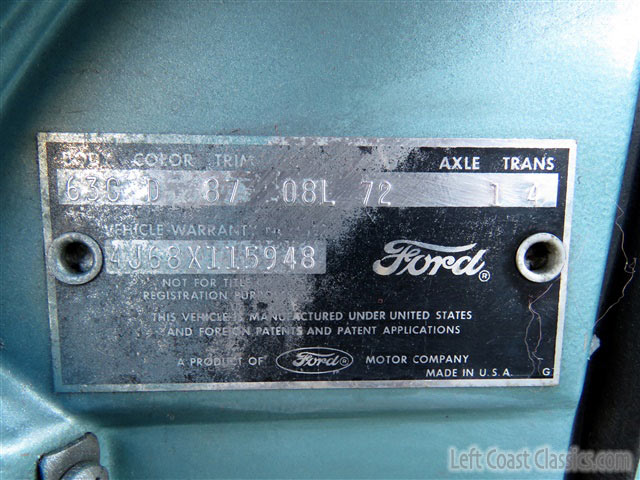 BODY COLOR TRIM AXLE TRANS
63C D 87 08L 72 1 4
VEHICLE WARRANTY
4J68X115948
Ford®
NOT FOR TITLE
REGISTRATION
THIS VEHICLE IS MANUFACTURED UNDER UNITED STATES
AND FOREIGN PATENTS AND PATENT APPLICATIONS
A PRODUCT OF Ford® MOTOR COMPANY
MADE IN U.S.A. G
Left Coast Classics.com